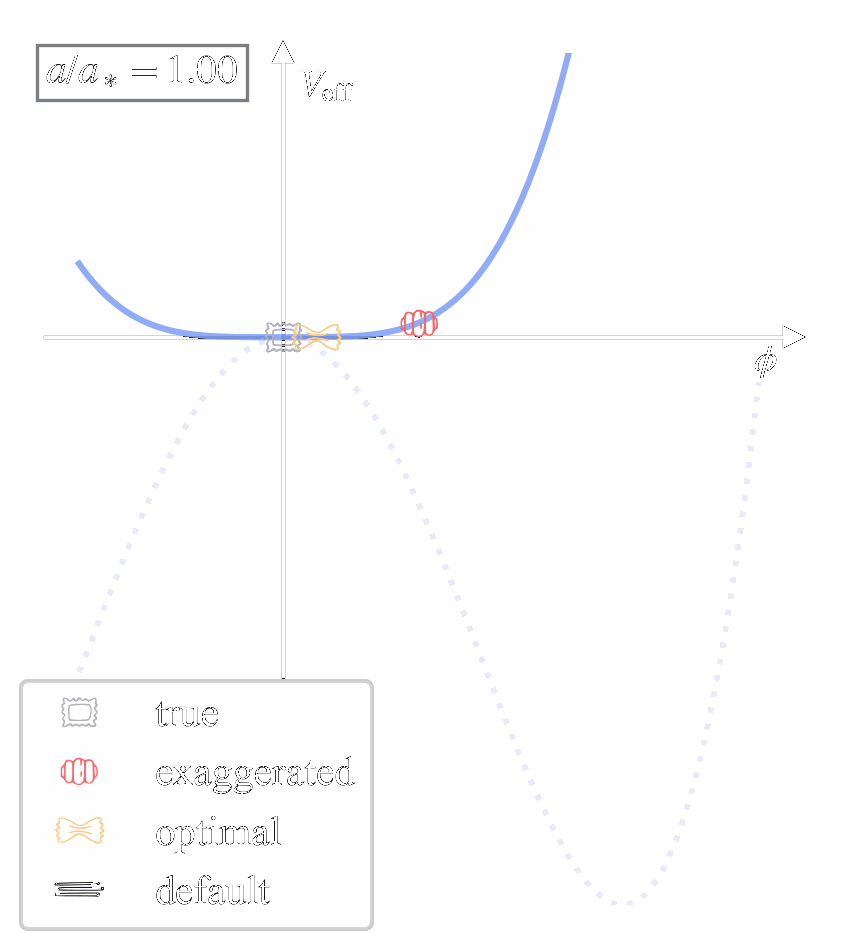 a/a* = 1.00
V_eff
ϕ
true
exaggerated
optimal
default